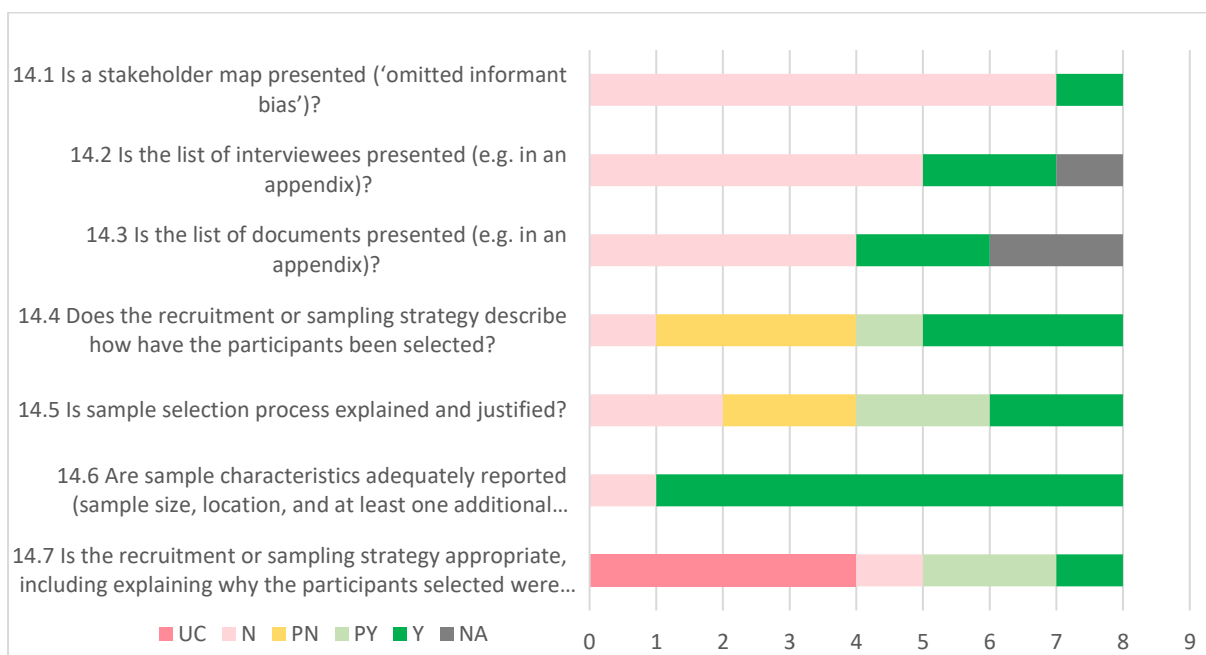 14.1 Is a stakeholder map presented (‘omitted informant
bias’)?
14.2 Is the list of interviewees presented (e.g. in an
appendix)?
14.3 Is the list of documents presented (e.g. in an
appendix)?
14.4 Does the recruitment or sampling strategy describe
how have the participants been selected?
14.5 Is sample selection process explained and justified?
14.6 Are sample characteristics adequately reported
(sample size, location, and at least one additional…
14.7 Is the recruitment or sampling strategy appropriate,
including explaining why the participants selected were…
UC N PN PY Y NA
0 1 2 3 4 5 6 7 8 9